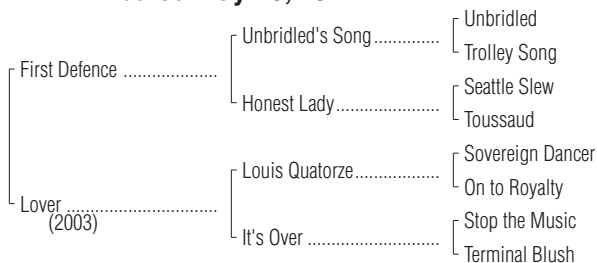 Unbridled
Unbridled's Song
Trolley Song
First Defence
Seattle Slew
Honest Lady
Toussaud
Sovereign Dancer
Louis Quatorze
On to Royalty
Lover
(2003)
Stop the Music
It's Over
Terminal Blush